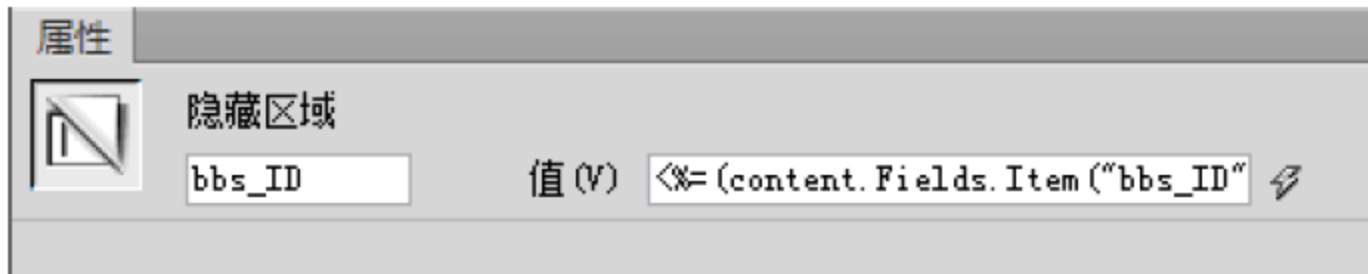 属性
隐藏区域
bbs_ID 值(V) <%=(content.Fields.Item("bbs_ID"